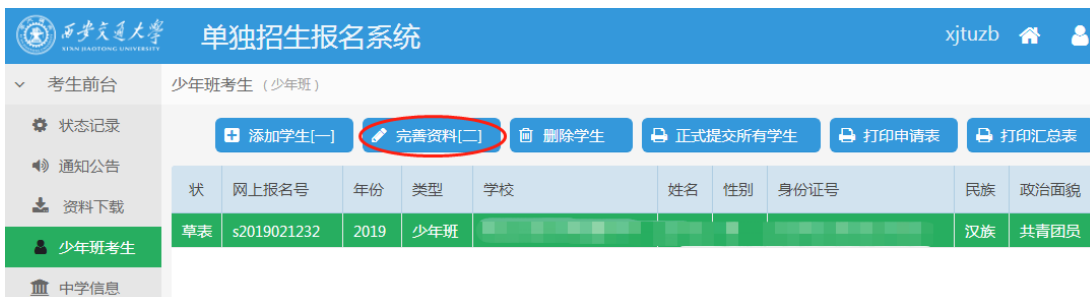 西安交通大学 单独招生报名系统 xjtuzb
XI'AN JIAOTONG UNIVERSITY
考生前台 少年班考生（少年班）
状态记录 添加学生[一] 完善资料[二] 删除学生 正式提交所有学生 打印申请表 打印汇总表
通知公告
状 网上报名号 年份 类型 学校 姓名 性别 身份证号 民族 政治面貌
资料下载
草表 s2019021232 2019 少年班 汉族 共青团员
少年班考生
中学信息